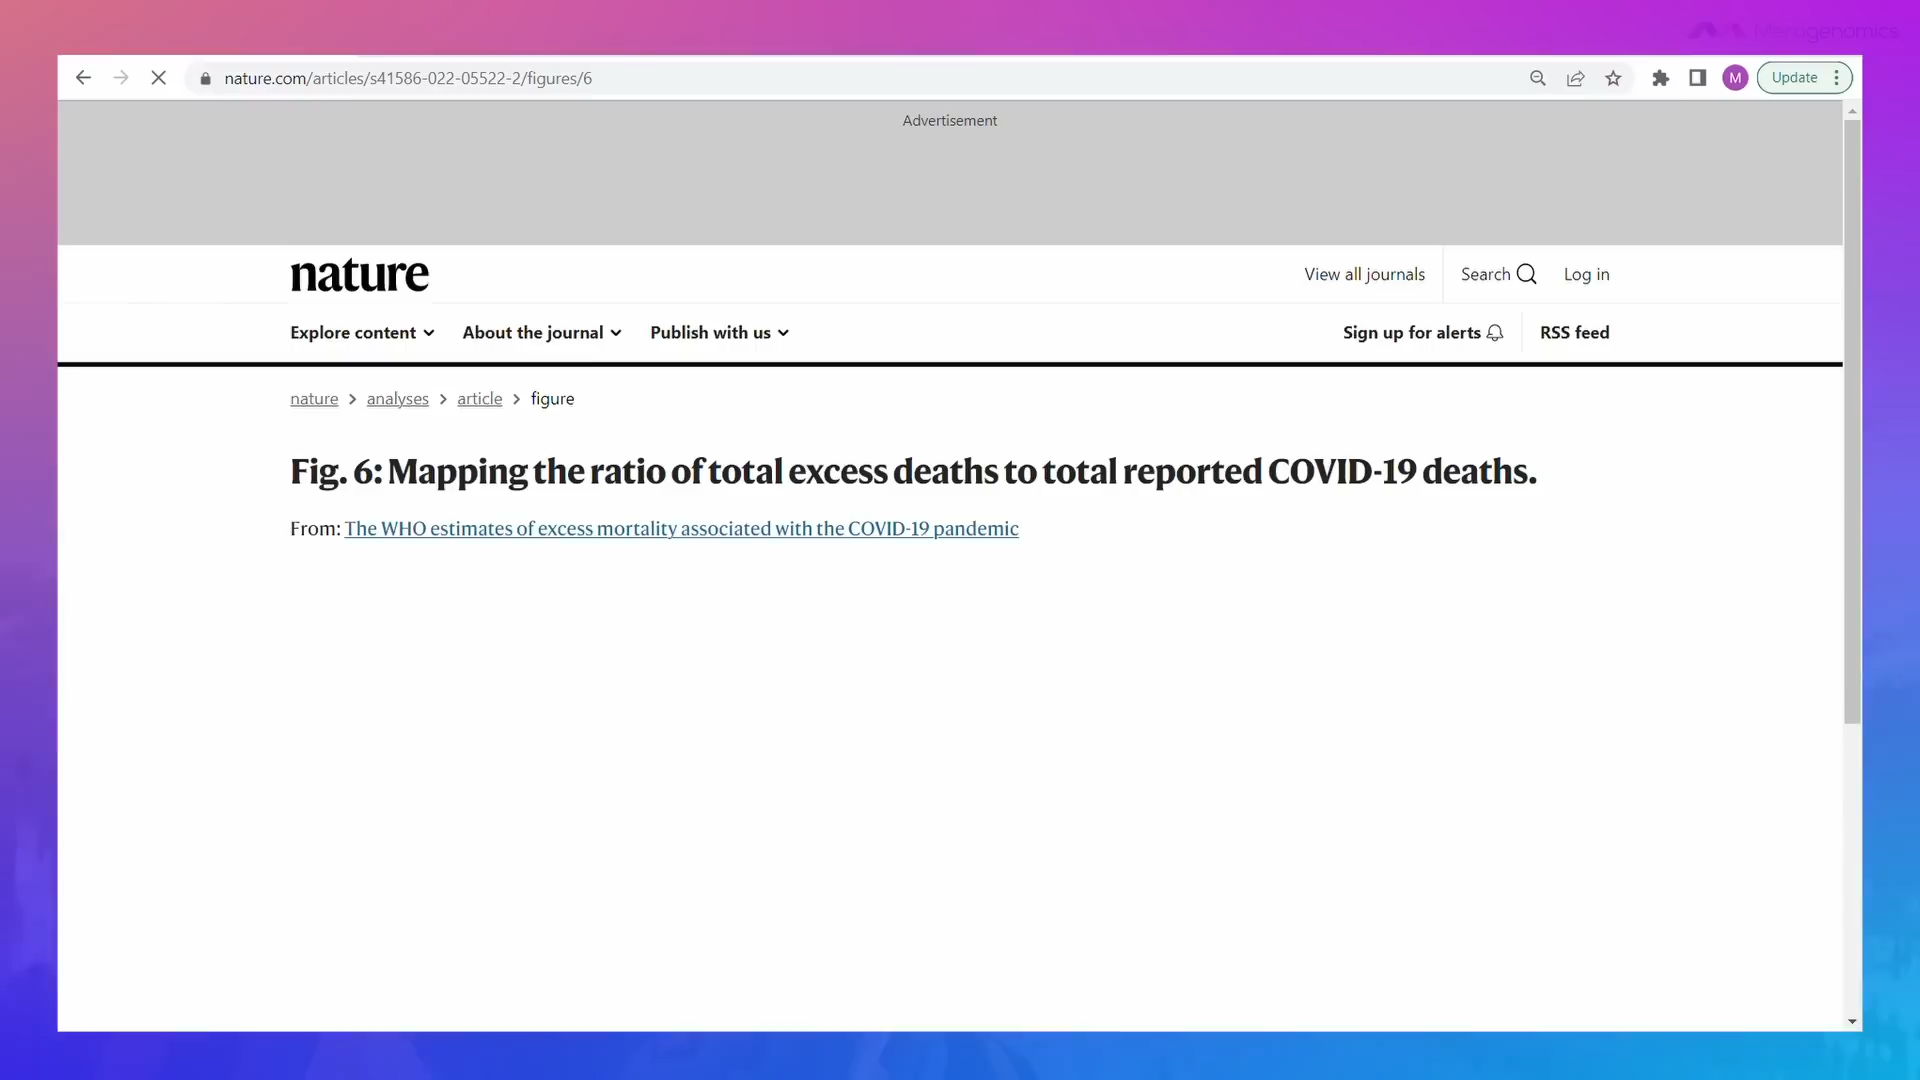 Merogenomics
nature.com/articles/s41586-022-05522-2/figures/6
M
Update
Advertisement
nature
View all journals
Search
Log in
Explore content
About the journal
Publish with us
Sign up for alerts
RSS feed
nature > analyses > article > figure
Fig. 6: Mapping the ratio of total excess deaths to total reported COVID-19 deaths.
From: The WHO estimates of excess mortality associated with the COVID-19 pandemic